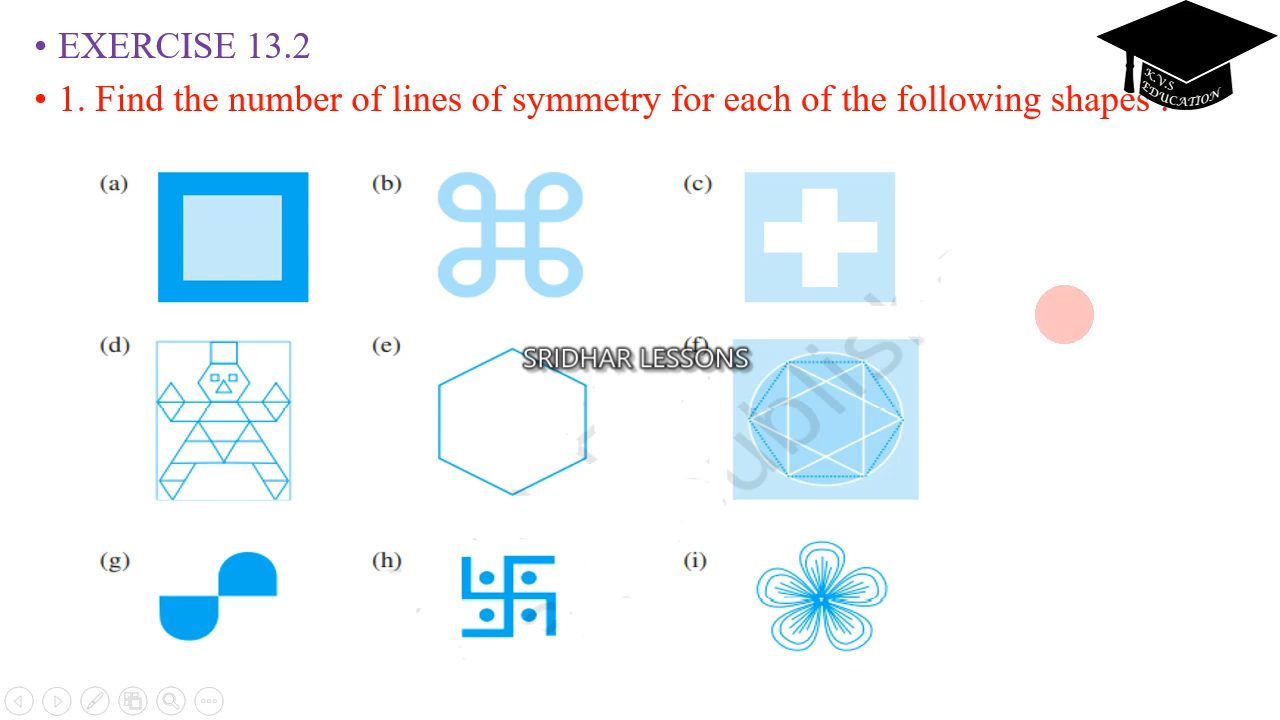 • EXERCISE 13.2
• 1. Find the number of lines of symmetry for each of the following shapes :
K.V.S
EDUCATION
(a)
(b)
(c)
(d)
(e)
(f)
SRIDHAR LESSONS
(g)
(h)
(i)